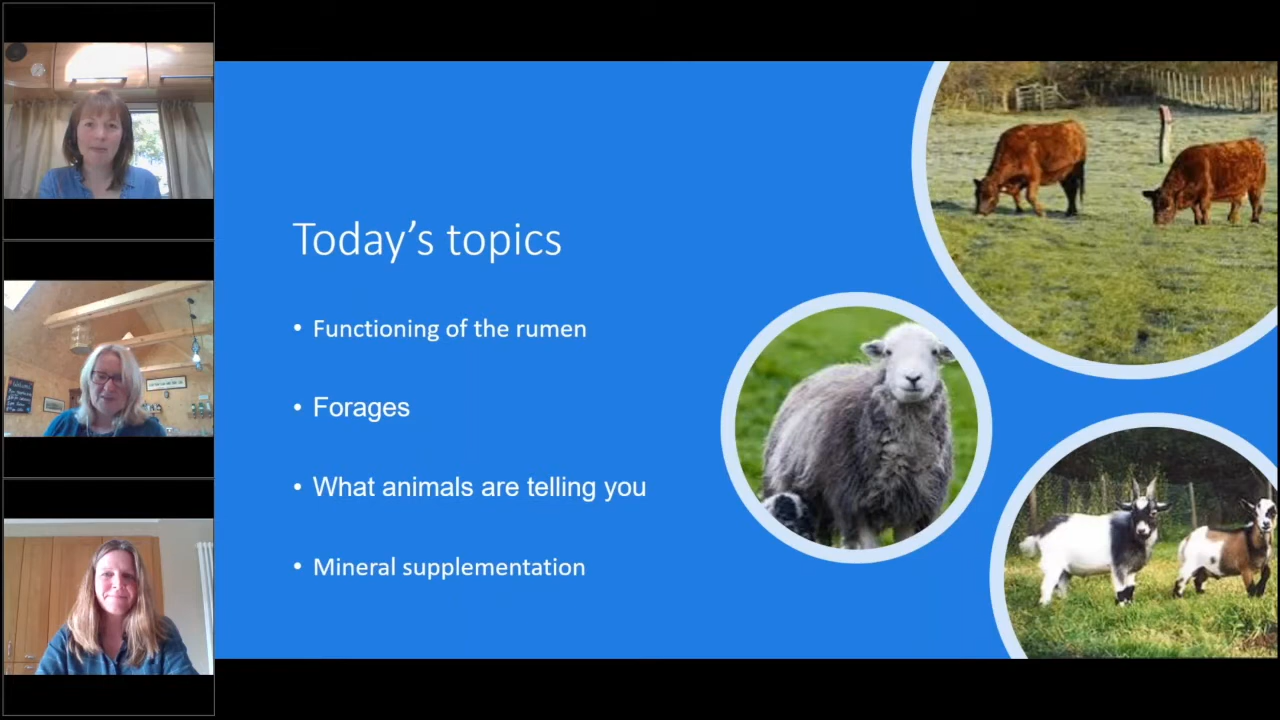 Today's topics
• Functioning of the rumen
• Forages
• What animals are telling you
• Mineral supplementation